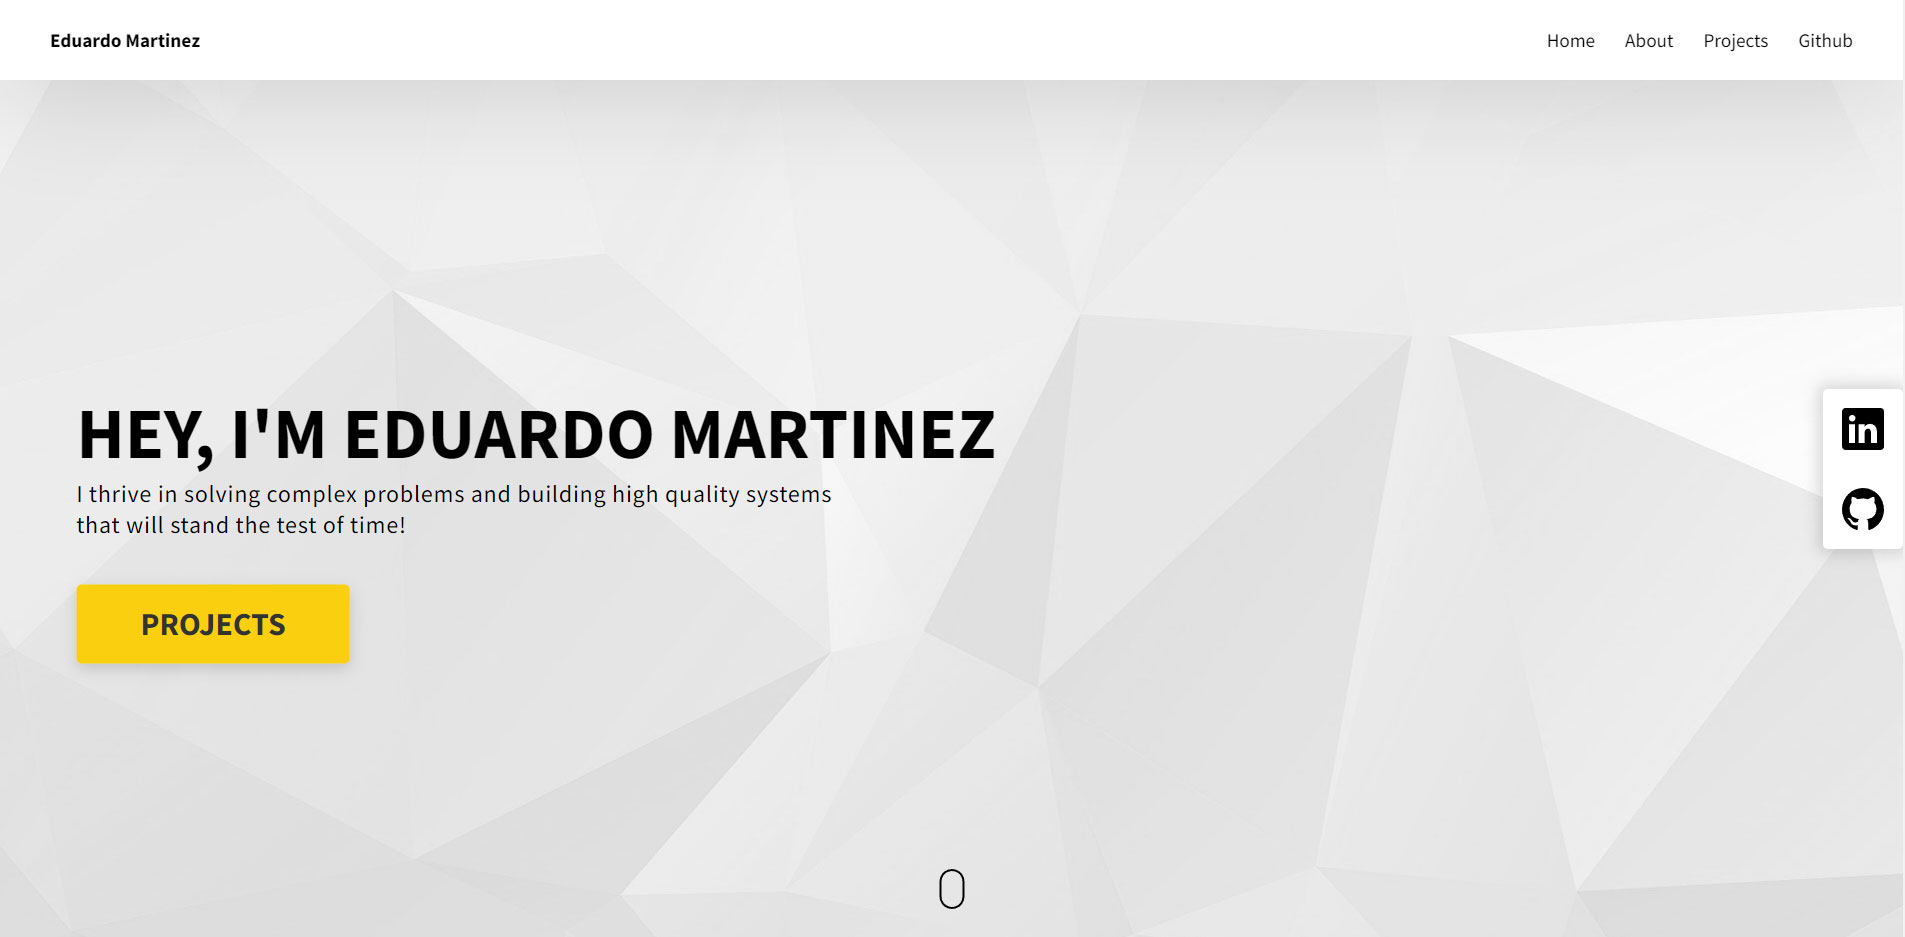 Eduardo Martinez
Home About Projects Github
HEY, I'M EDUARDO MARTINEZ
I thrive in solving complex problems and building high quality systems
that will stand the test of time!
PROJECTS
in